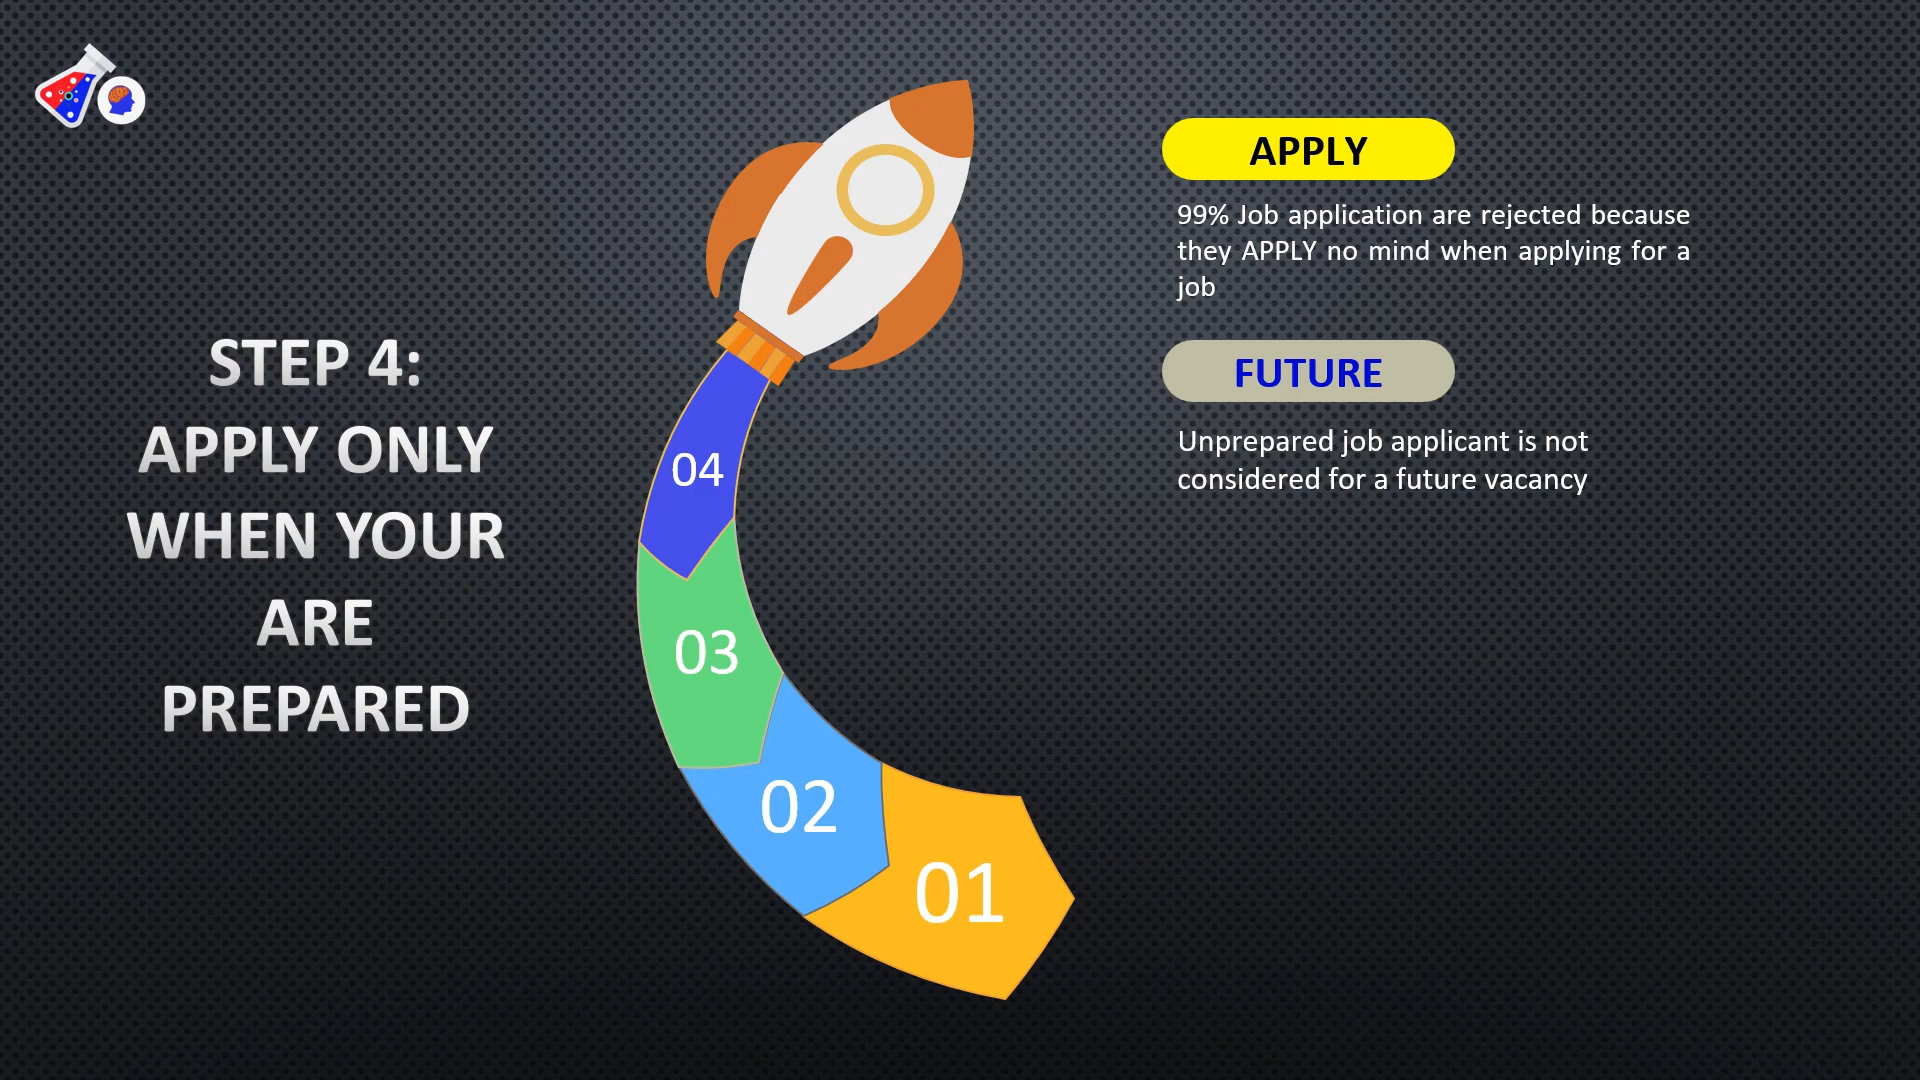 STEP 4:
APPLY ONLY
WHEN YOUR
ARE
PREPARED
04
03
02
01
APPLY
99% Job application are rejected because
they APPLY no mind when applying for a
job
FUTURE
Unprepared job applicant is not
considered for a future vacancy